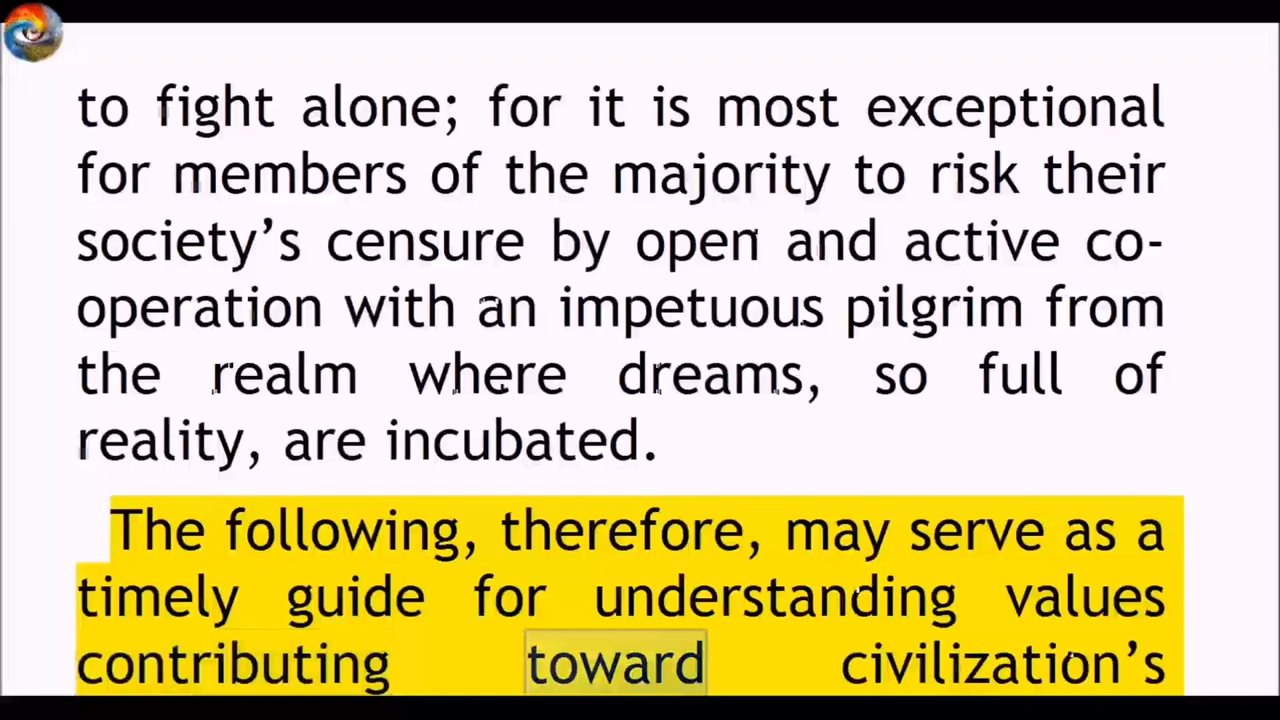 to fight alone; for it is most exceptional
for members of the majority to risk their
society’s censure by open and active co-
operation with an impetuous pilgrim from
the realm where dreams, so full of
reality, are incubated.
The following, therefore, may serve as a
timely guide for understanding values
contributing toward civilization’s